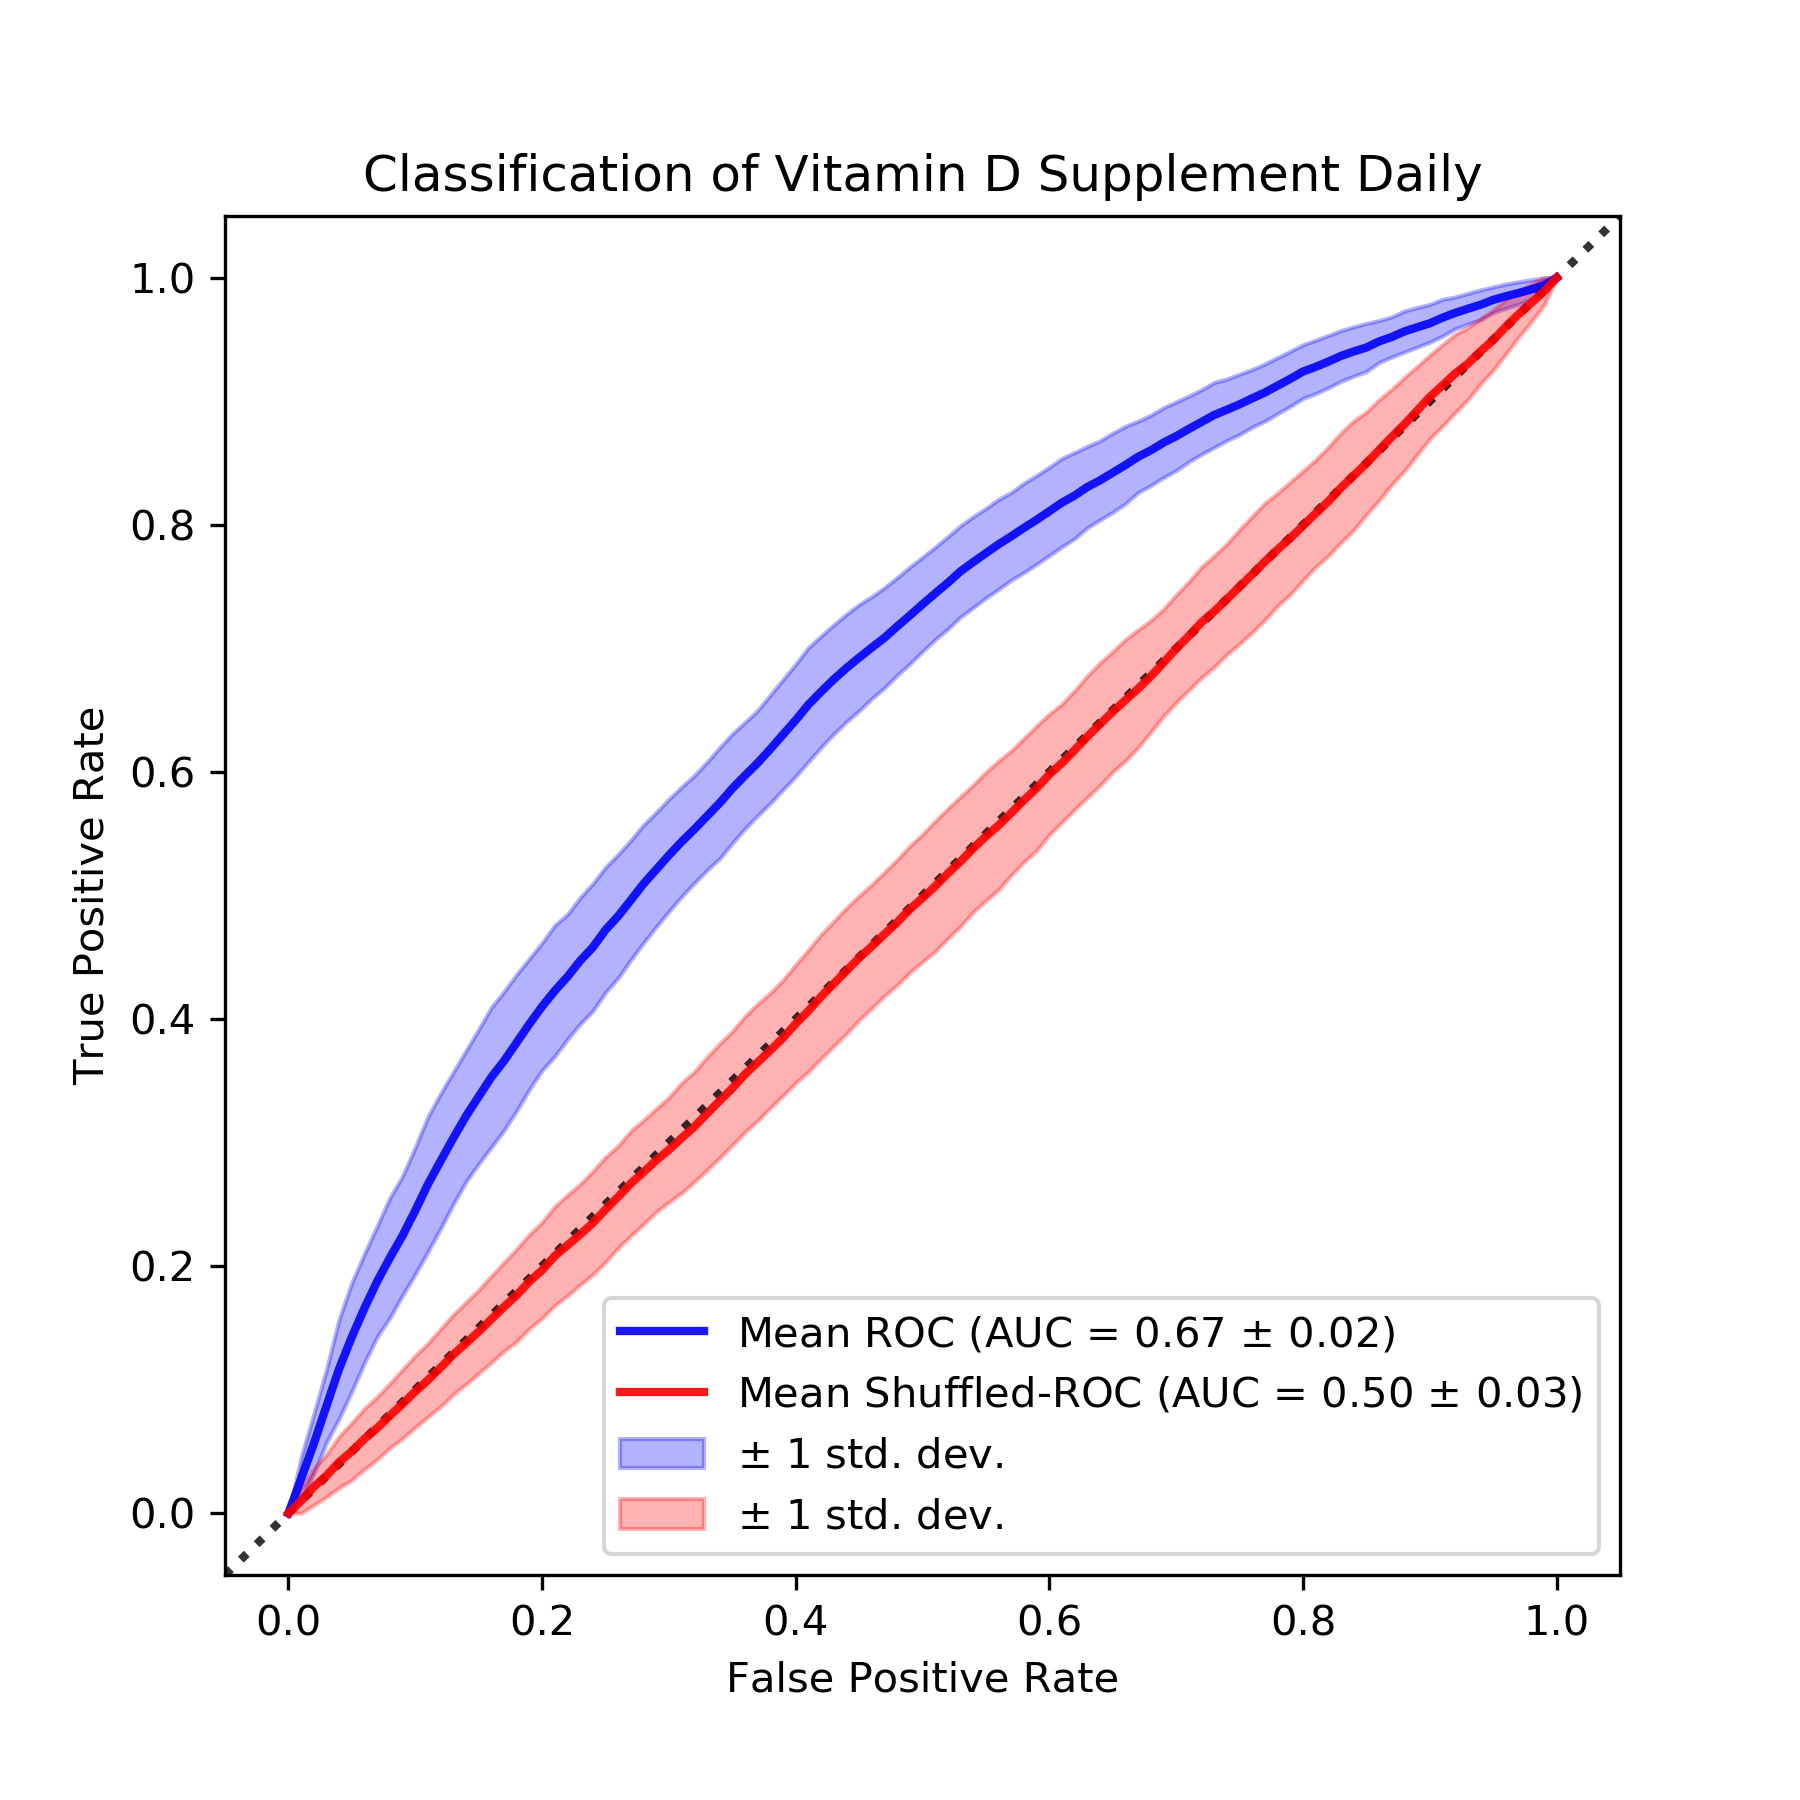 Classification of Vitamin D Supplement Daily
1.0
0.8
0.6
0.4
0.2
0.0
True Positive Rate
Mean ROC (AUC = 0.67 ± 0.02)
Mean Shuffled-ROC (AUC = 0.50 ± 0.03)
± 1 std. dev.
± 1 std. dev.
0.0 0.2 0.4 0.6 0.8 1.0
False Positive Rate